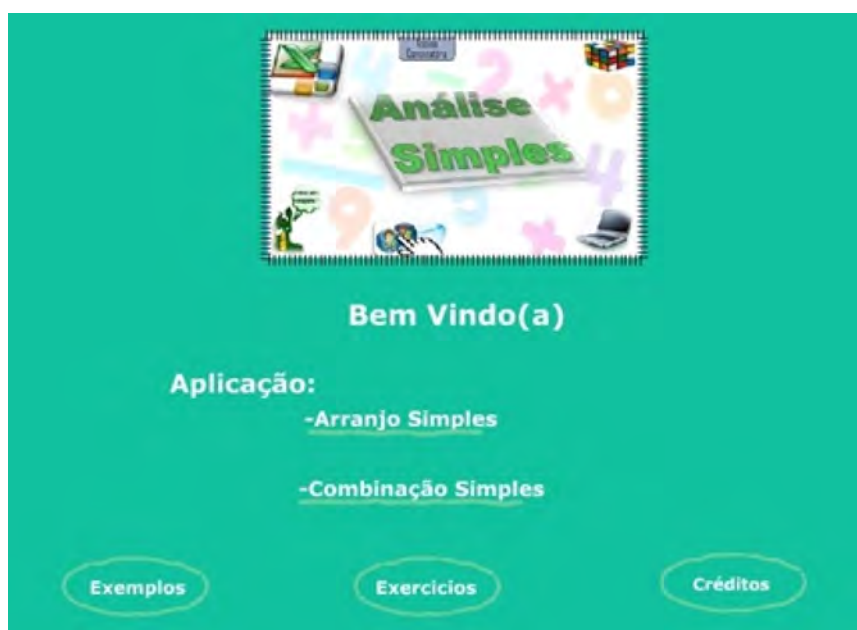 Análise
Simples
Bem Vindo(a)
Aplicação:
-Arranjo Simples
-Combinação Simples
Exemplos
Exercicios
Créditos